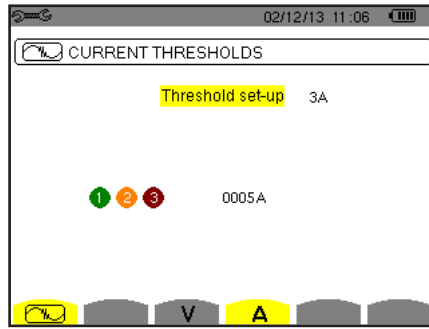 02/12/13 11:06
CURRENT THRESHOLDS
Threshold set-up 3A
1 2 3 0005A
V A